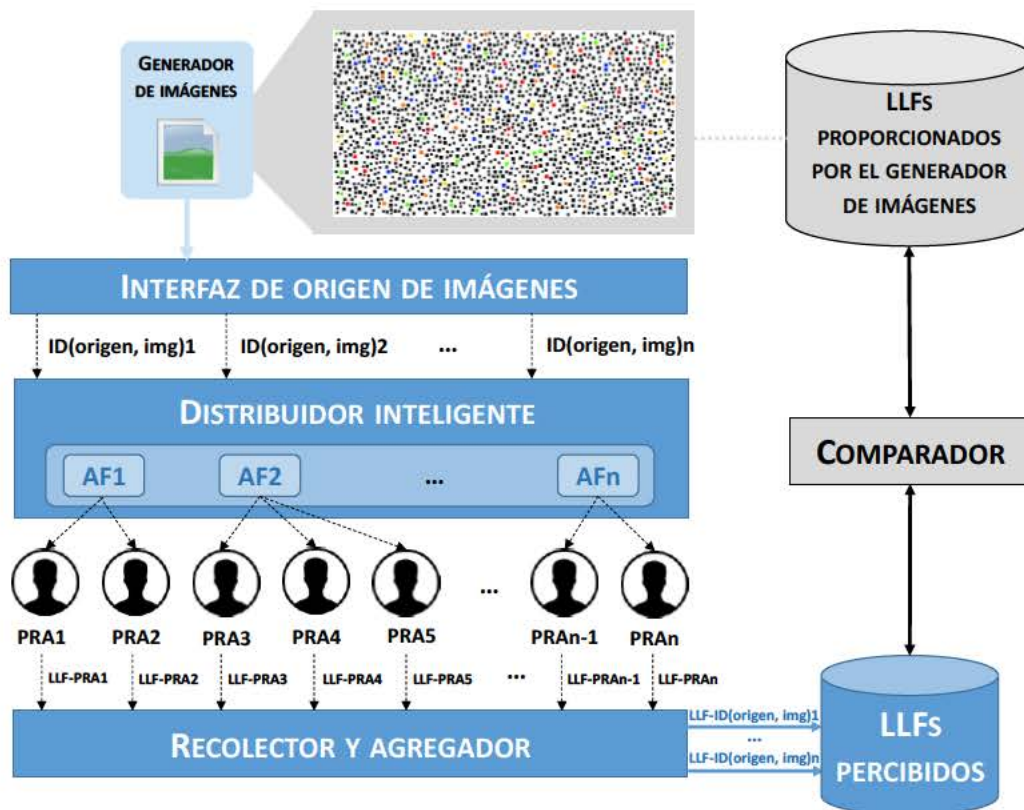 GENERADOR
DE IMÁGENES
LLFS
PROPORCIONADOS
POR EL GENERADOR
DE IMÁGENES
INTERFAZ DE ORIGEN DE IMÁGENES
ID(origen, img)1
ID(origen, img)2
...
ID(origen, img)n
DISTRIBUIDOR INTELIGENTE
AF1
AF2
...
AFn
COMPARADOR
...
PRA1
PRA2
PRA3
PRA4
PRA5
PRAn-1
PRAn
LLF-PRA1
LLF-PRA2
LLF-PRA3
LLF-PRA4
LLF-PRA5
...
LLF-PRAn-1
LLF-PRAn
RECOLECTOR Y AGREGADOR
LLF-ID(origen, img)1
...
LLF-ID(origen, img)n
LLFS
PERCIBIDOS